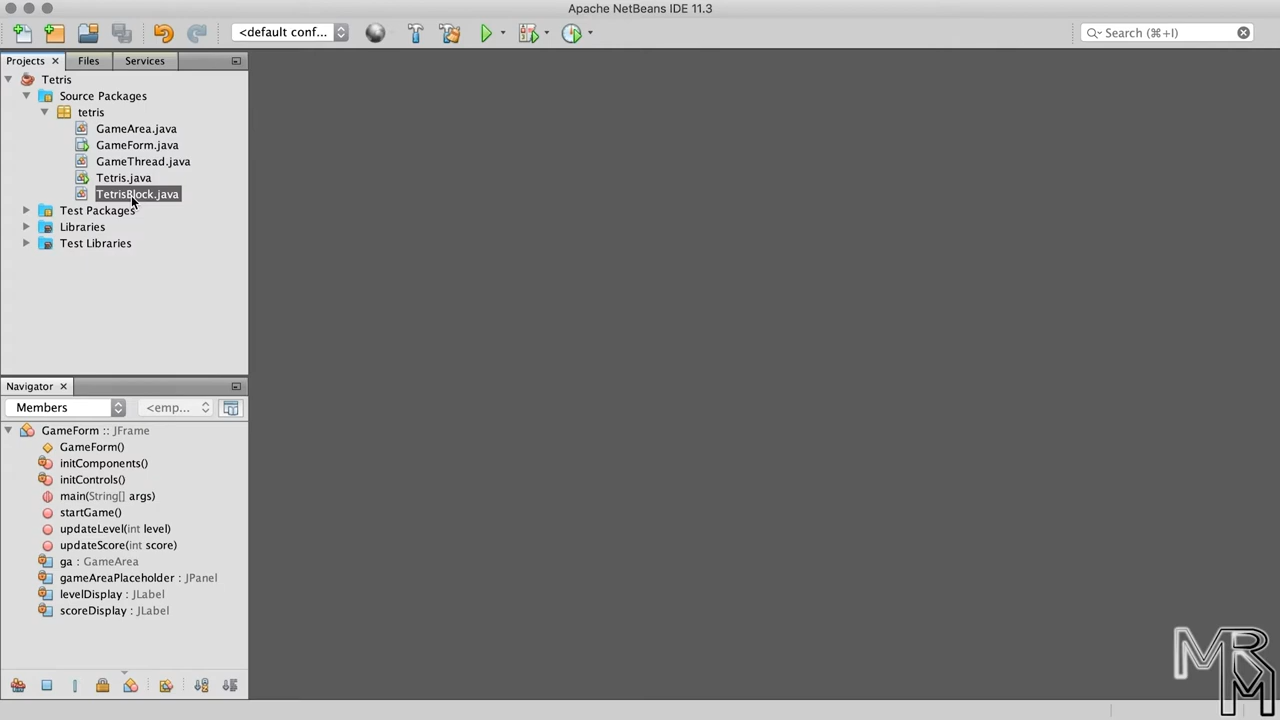 Apache NetBeans IDE 11.3
<default conf...
Search (⌘+I)
Projects
Files
Services
Tetris
Source Packages
tetris
GameArea.java
GameForm.java
GameThread.java
Tetris.java
TetrisBlock.java
Test Packages
Libraries
Test Libraries
Navigator
Members
<emp...
GameForm :: JFrame
GameForm()
initComponents()
initControls()
main(String[] args)
startGame()
updateLevel(int level)
updateScore(int score)
ga : GameArea
gameAreaPlaceholder : JPanel
levelDisplay : JLabel
scoreDisplay : JLabel
MRM